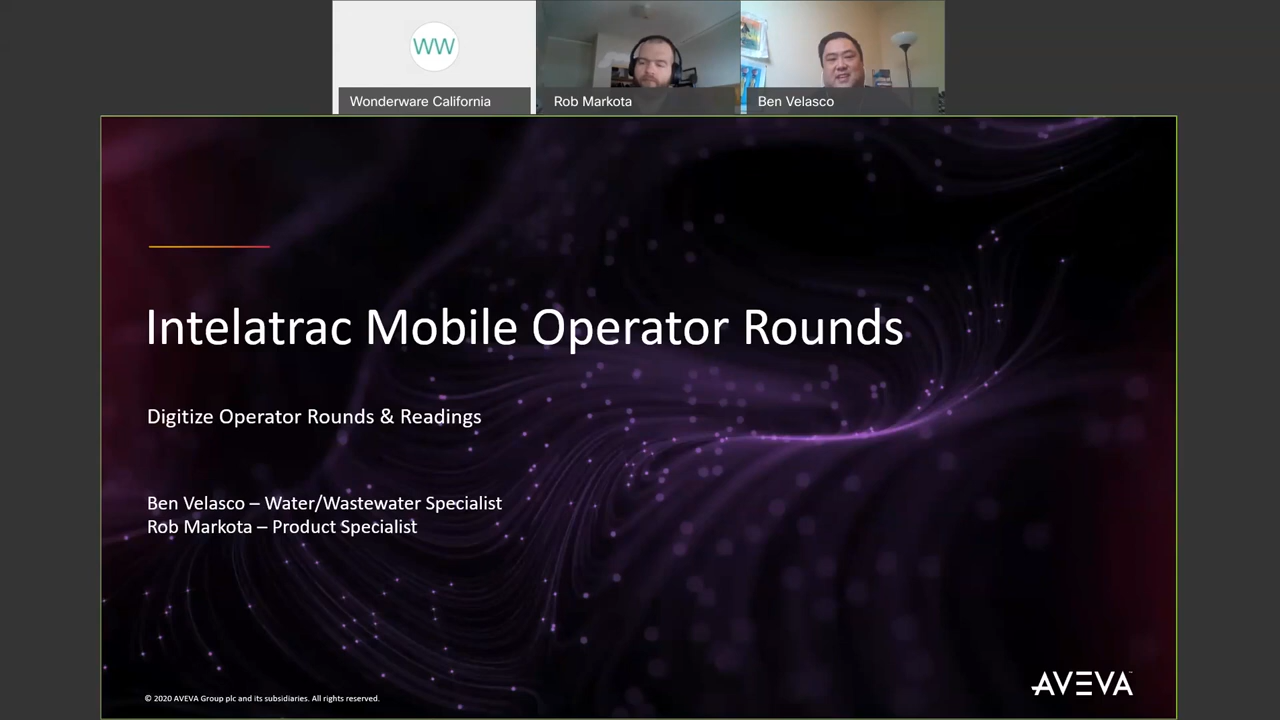 WW
Wonderware California
Rob Markota
Ben Velasco
Intelatrac Mobile Operator Rounds
Digitize Operator Rounds & Readings
Ben Velasco – Water/Wastewater Specialist
Rob Markota – Product Specialist
© 2020 AVEVA Group plc and its subsidiaries. All rights reserved.
AVEVA